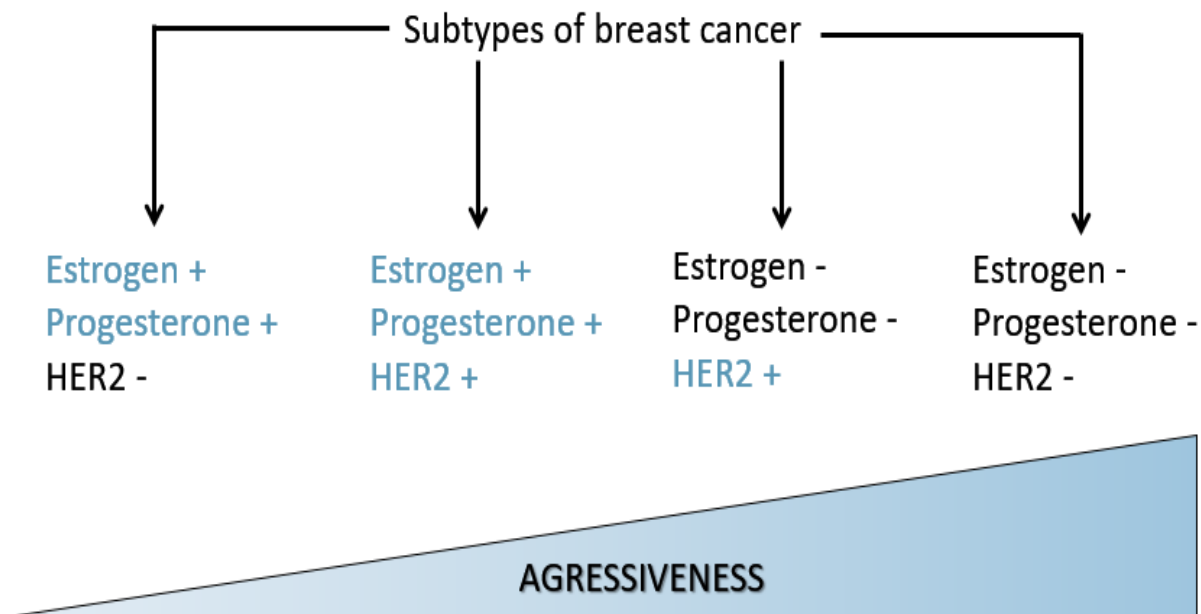 Subtypes of breast cancer
Estrogen +
Progesterone +
HER2 -
Estrogen +
Progesterone +
HER2 +
Estrogen -
Progesterone -
HER2 +
Estrogen -
Progesterone -
HER2 -
AGRESSIVENESS